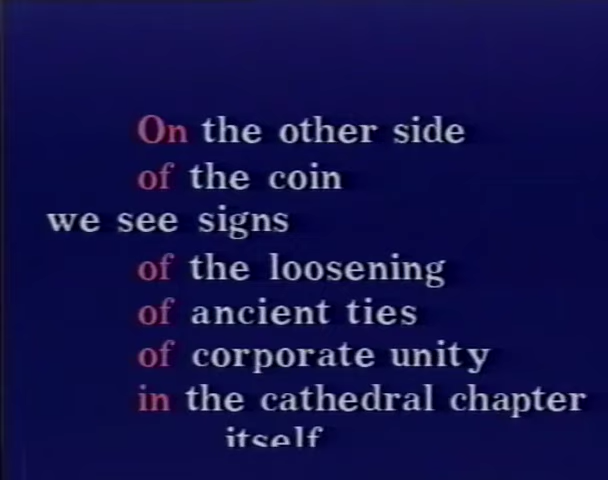 On the other side
of the coin
we see signs
of the loosening
of ancient ties
of corporate unity
in the cathedral chapter
itself